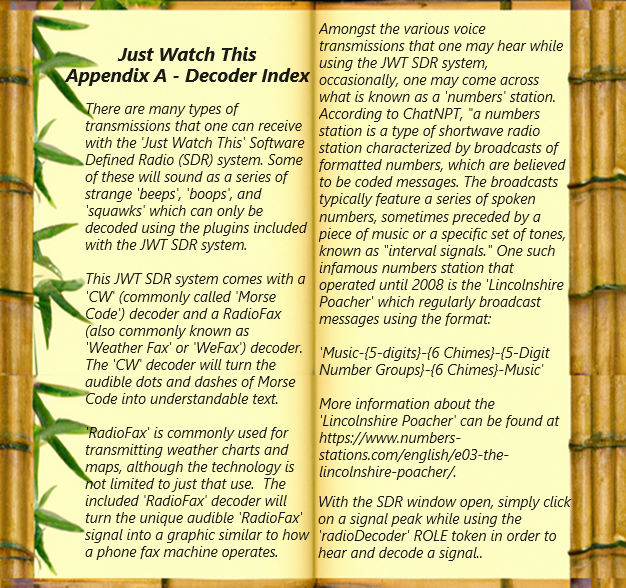 Just Watch This
Appendix A - Decoder Index
There are many types of
transmissions that one can receive
with the 'Just Watch This' Software
Defined Radio (SDR) system. Some
of these will sound as a series of
strange 'beeps', 'boops', and
'squawks' which can only be
decoded using the plugins included
with the JWT SDR system.
This JWT SDR system comes with a
'CW' (commonly called 'Morse
Code') decoder and a RadioFax
(also commonly known as
'Weather Fax' or 'WeFax') decoder.
The 'CW' decoder will turn the
audible dots and dashes of Morse
Code into understandable text.
'RadioFax' is commonly used for
transmitting weather charts and
maps, although the technology is
not limited to just that use. The
included 'RadioFax' decoder will
turn the unique audible 'RadioFax'
signal into a graphic similar to how
a phone fax machine operates.
Amongst the various voice
transmissions that one may hear while
using the JWT SDR system,
occasionally, one may come across
what is known as a 'numbers' station.
According to ChatNPT, "a numbers
station is a type of shortwave radio
station characterized by broadcasts of
formatted numbers, which are believed
to be coded messages. The broadcasts
typically feature a series of spoken
numbers, sometimes preceded by a
piece of music or a specific set of tones,
known as "interval signals." One such
infamous numbers station that
operated until 2008 is the 'Lincolnshire
Poacher' which regularly broadcast
messages using the format:
'Music-{5-digits}-{6 Chimes}-{5-Digit
Number Groups}-{6 Chimes}-Music'
More information about the
'Lincolnshire Poacher' can be found at
https://www.numbers-
stations.com/english/e03-the-
lincolnshire-poacher/.
With the SDR window open, simply click
on a signal peak while using the
'radioDecoder' ROLE token in order to
hear and decode a signal..